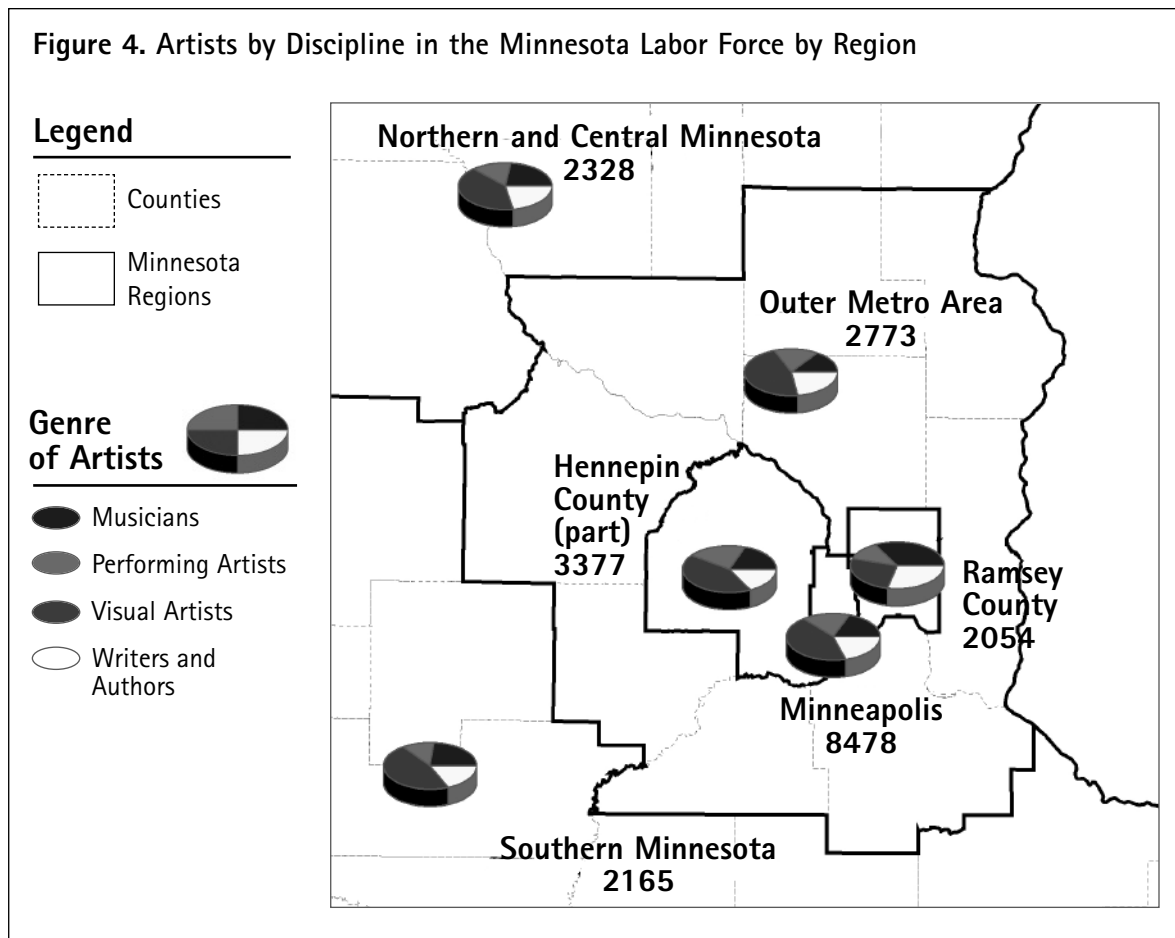 Figure 4. Artists by Discipline in the Minnesota Labor Force by Region
Legend
Counties
Minnesota
Regions
Genre
of Artists
Musicians
Performing Artists
Visual Artists
Writers and
Authors
Northern and Central Minnesota
2328
Outer Metro Area
2773
Hennepin
County
(part)
3377
Ramsey
County
2054
Minneapolis
8478
Southern Minnesota
2165